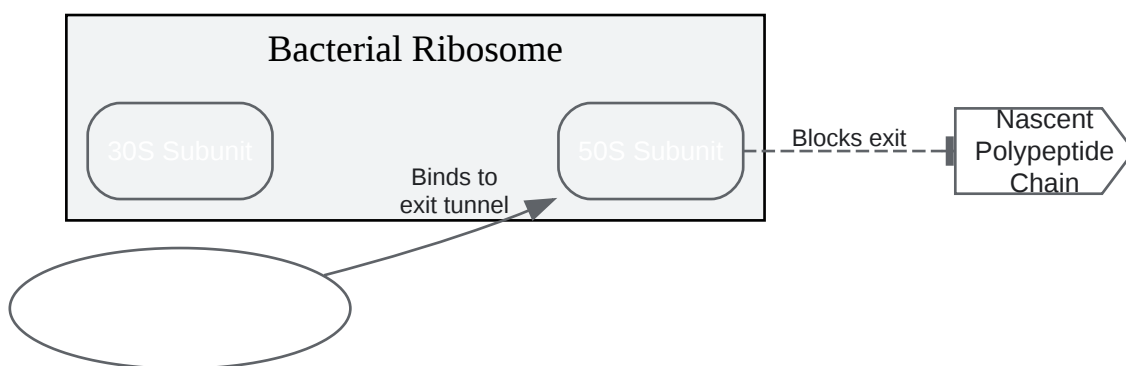 Bacterial Ribosome
30S Subunit
50S Subunit
Blocks exit
Nascent
Polypeptide
Chain
Binds to
exit tunnel